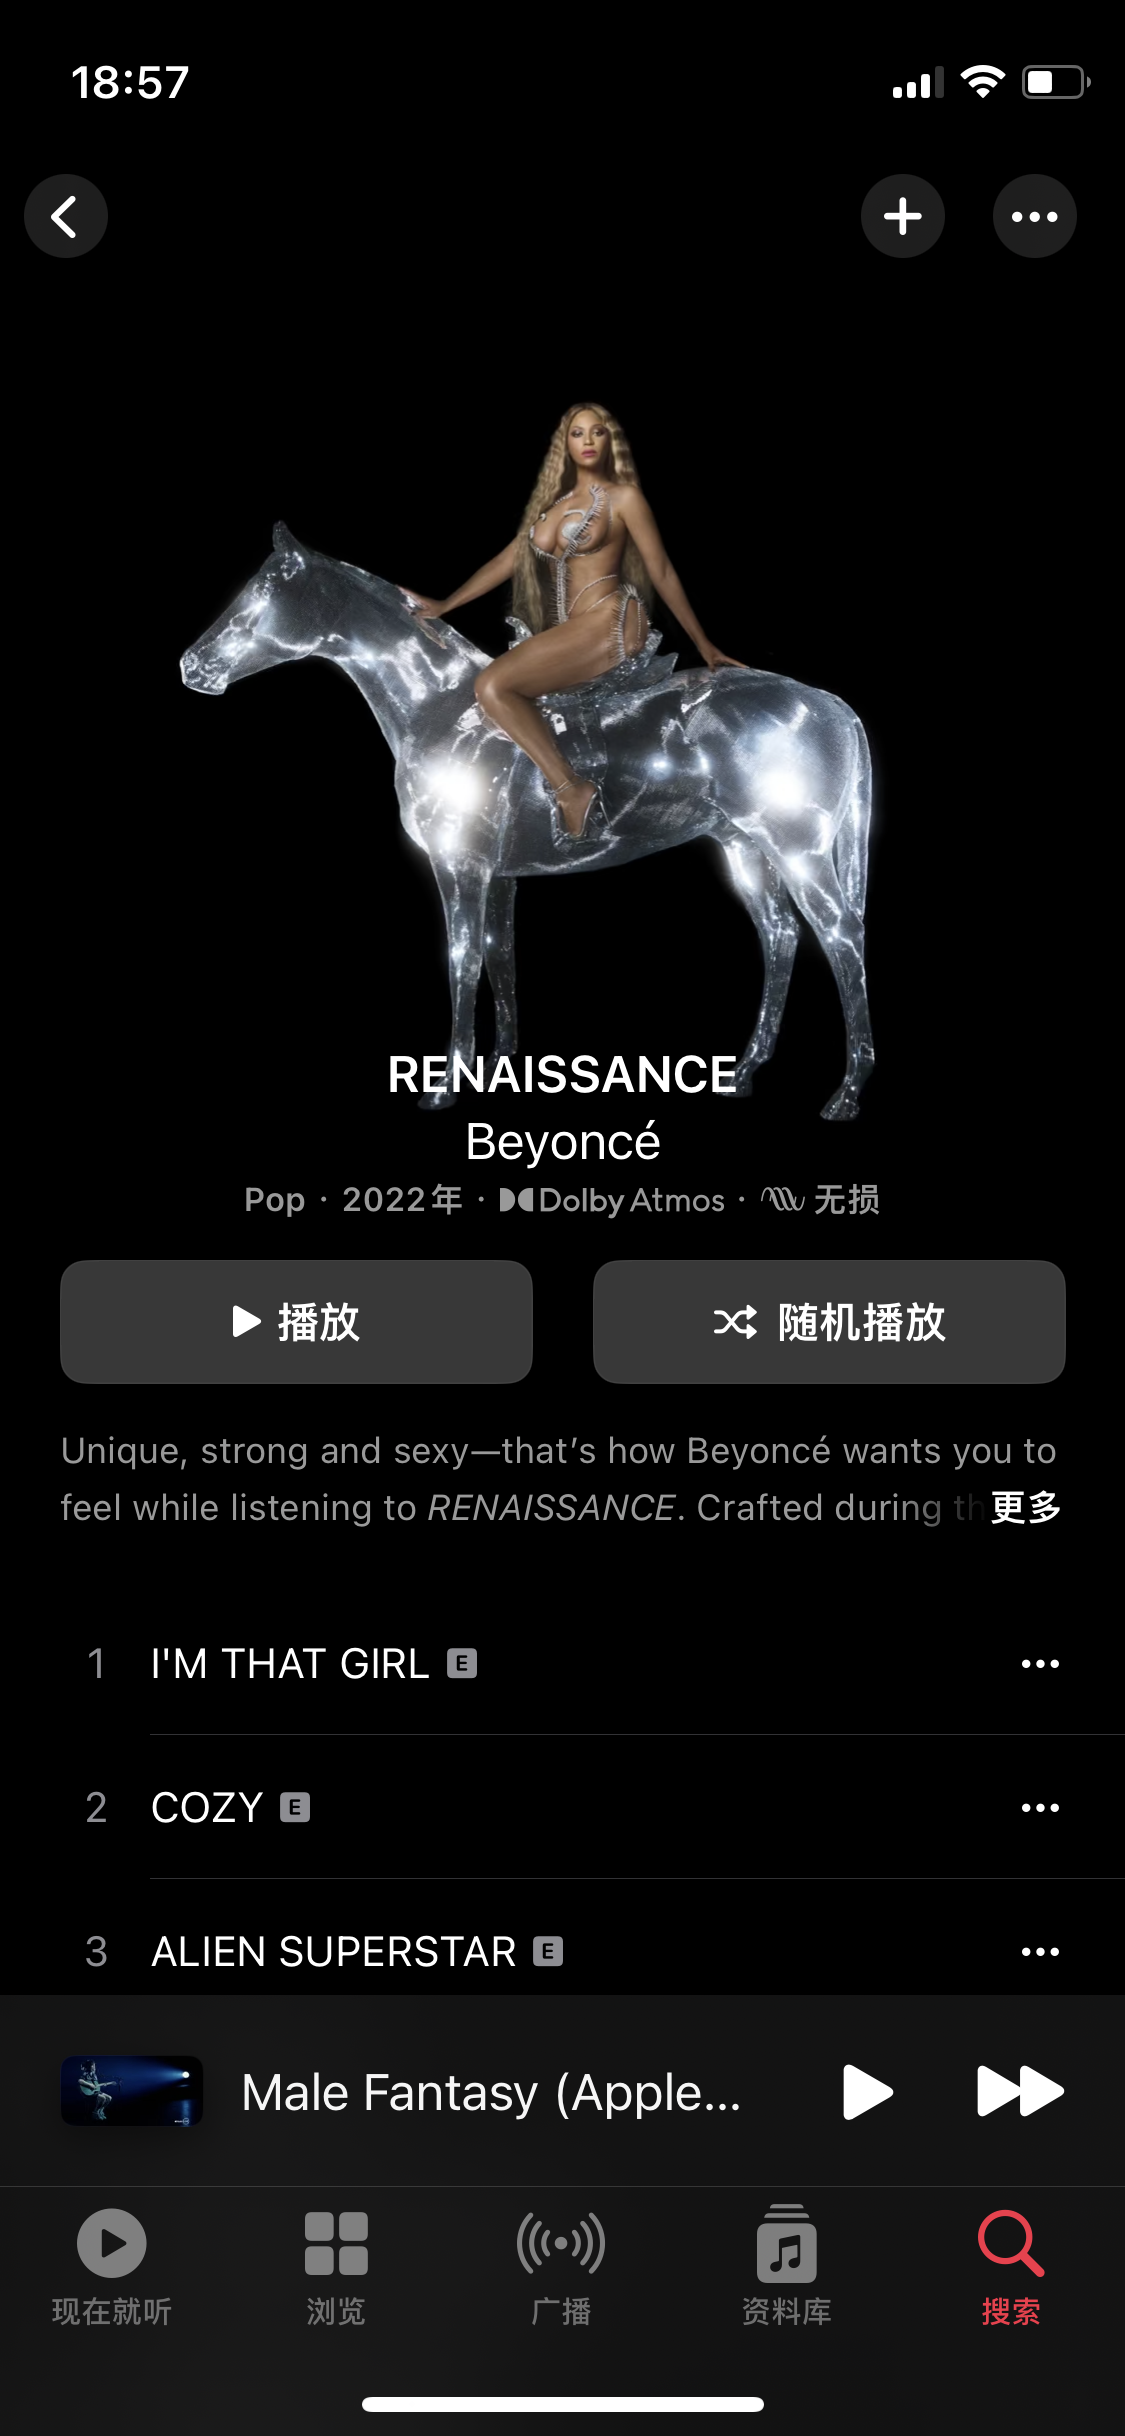 18:57
RENAISSANCE
Beyoncé
Pop · 2022年 · Dolby Atmos · 无损
播放
随机播放
Unique, strong and sexy—that’s how Beyoncé wants you to
feel while listening to RENAISSANCE. Crafted during th更多
1 I'M THAT GIRL E
2 COZY E
3 ALIEN SUPERSTAR E
Male Fantasy (Apple...
现在就听
浏览
广播
资料库
搜索